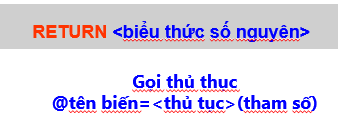 RETURN <biểu thức số nguyên>
Gọi thủ thục
@tên biến=<thủ tục>(tham số)